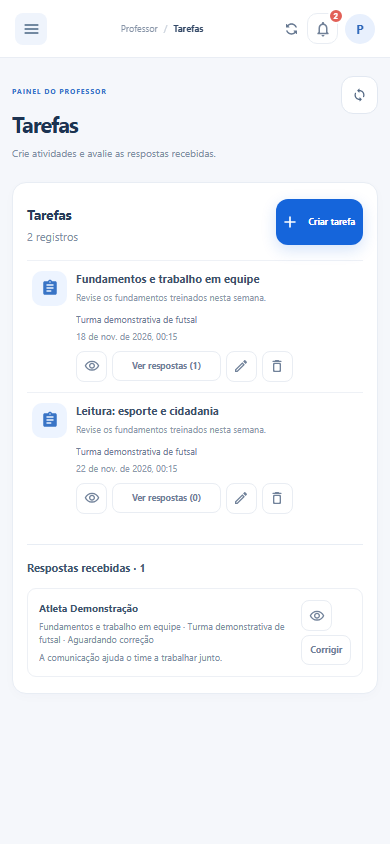 Professor / Tarefas
2
P
PAINEL DO PROFESSOR
Tarefas
Crie atividades e avalie as respostas recebidas.
Tarefas
2 registros
Criar tarefa
Fundamentos e trabalho em equipe
Revise os fundamentos treinados nesta semana.
Turma demonstrativa de futsal
18 de nov. de 2026, 00:15
Ver respostas (1)
Leitura: esporte e cidadania
Revise os fundamentos treinados nesta semana.
Turma demonstrativa de futsal
22 de nov. de 2026, 00:15
Ver respostas (0)
Respostas recebidas · 1
Atleta Demonstração
Fundamentos e trabalho em equipe · Turma demonstrativa de
futsal · Aguardando correção
A comunicação ajuda o time a trabalhar junto.
Corrigir